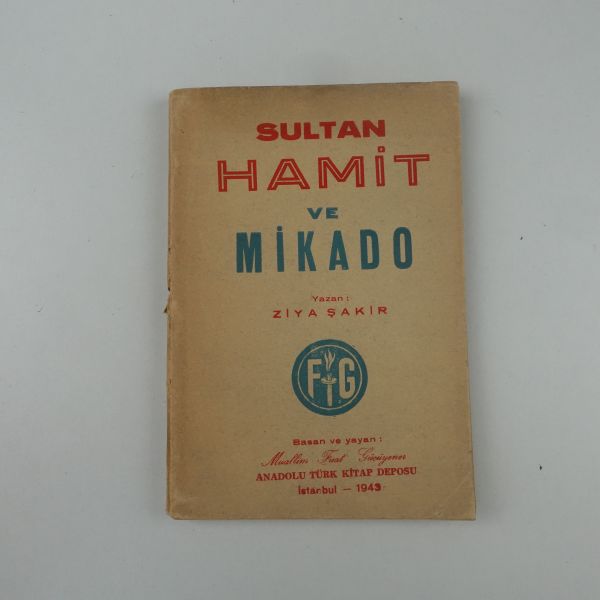 SULTAN
HAMİT
VE
MİKADO
Yazan :
ZİYA ŞAKİR
FG
Basan ve yayan :
Muallim Fuat Gücüyener
ANADOLU TÜRK KİTAP DEPOSU
İstanbul — 1943